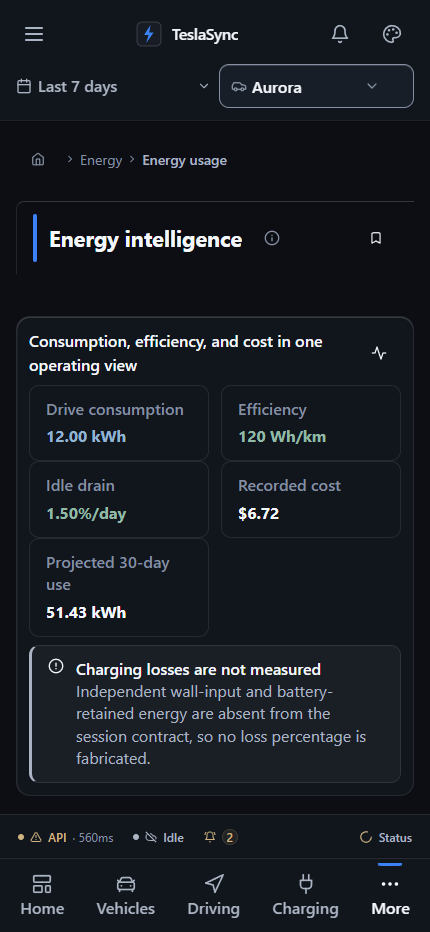 TeslaSync
Last 7 days
Aurora
Energy
Energy usage
Energy intelligence
Consumption, efficiency, and cost in one
operating view
Drive consumption
12.00 kWh
Efficiency
120 Wh/km
Idle drain
1.50%/day
Recorded cost
$6.72
Projected 30-day
use
51.43 kWh
Charging losses are not measured
Independent wall-input and battery-
retained energy are absent from the
session contract, so no loss percentage is
fabricated.
API · 560ms
Idle
2
Status
Home
Vehicles
Driving
Charging
More